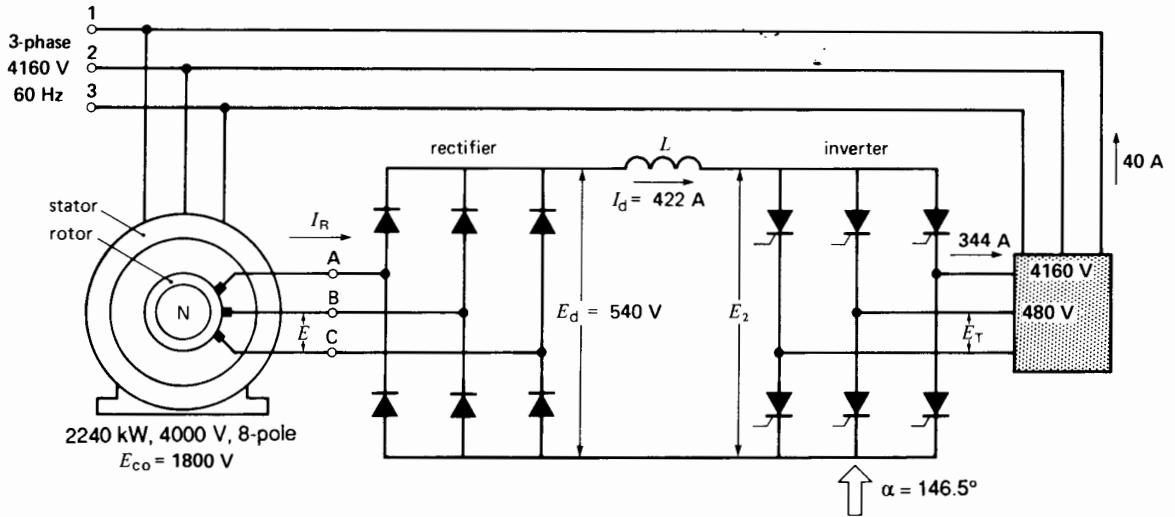 1
3-phase
4160 V
2
60 Hz
3
rectifier
L
inverter
40 A
I_d = 422 A
stator
rotor
I_R
344 A
A
4160 V
N
B
E
E_d = 540 V
E_2
480 V
E_T
C
2240 kW, 4000 V, 8-pole
E_co = 1800 V
α = 146.5°